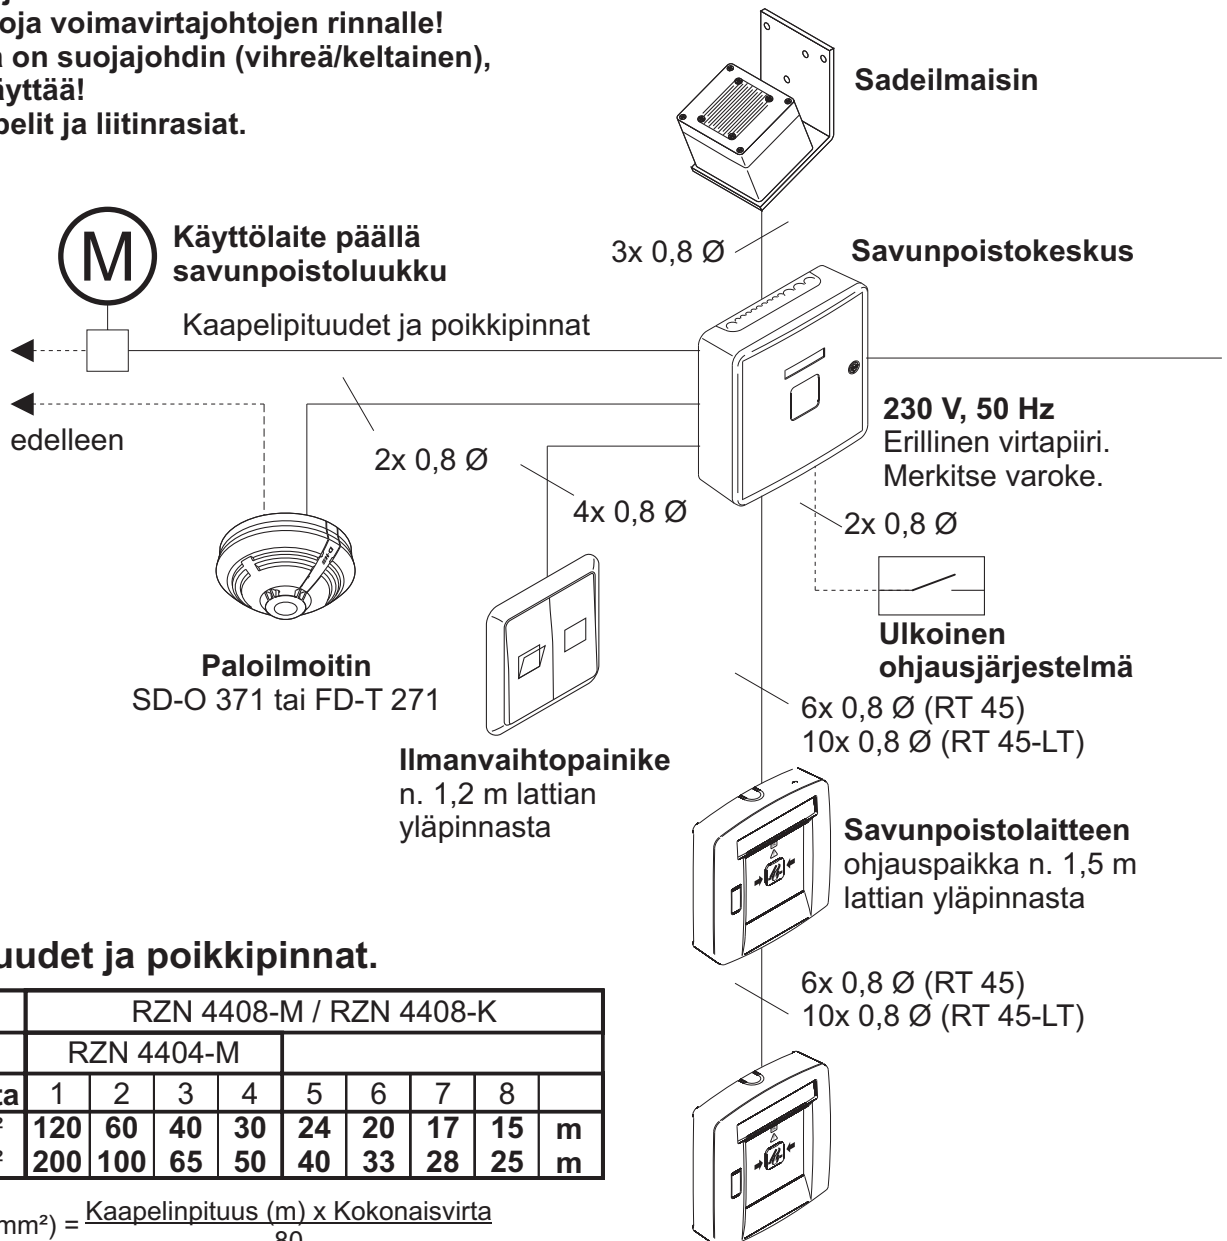 oja voimavirtajohtojen rinnalle!
on suojajohdin (vihreä/keltainen),
äyttää!
pelit ja liitinrasiat.
Sadeilmaisin
M
Käyttölaite päällä
savunpoistoluukku
3x 0,8 Ø
Savunpoistokeskus
Kaapelipituudet ja poikkipinnat
edelleen
2x 0,8 Ø
4x 0,8 Ø
230 V, 50 Hz
Erillinen virtapiiri.
Merkitse varoke.
2x 0,8 Ø
Ulkoinen
ohjausjärjestelmä
Paloilmoitin
SD-O 371 tai FD-T 271
6x 0,8 Ø (RT 45)
10x 0,8 Ø (RT 45-LT)
Ilmanvaihtopainike
n. 1,2 m lattian
yläpinnasta
Savunpoistolaitteen
ohjauspaikka n. 1,5 m
lattian yläpinnasta
6x 0,8 Ø (RT 45)
10x 0,8 Ø (RT 45-LT)
uudet ja poikkipinnat.
RZN 4408-M / RZN 4408-K
RZN 4404-M
ta 1 2 3 4 5 6 7 8
² 120 60 40 30 24 20 17 15 m
² 200 100 65 50 40 33 28 25 m
mm²) = Kaapelinpituus (m) x Kokonaisvirta
80